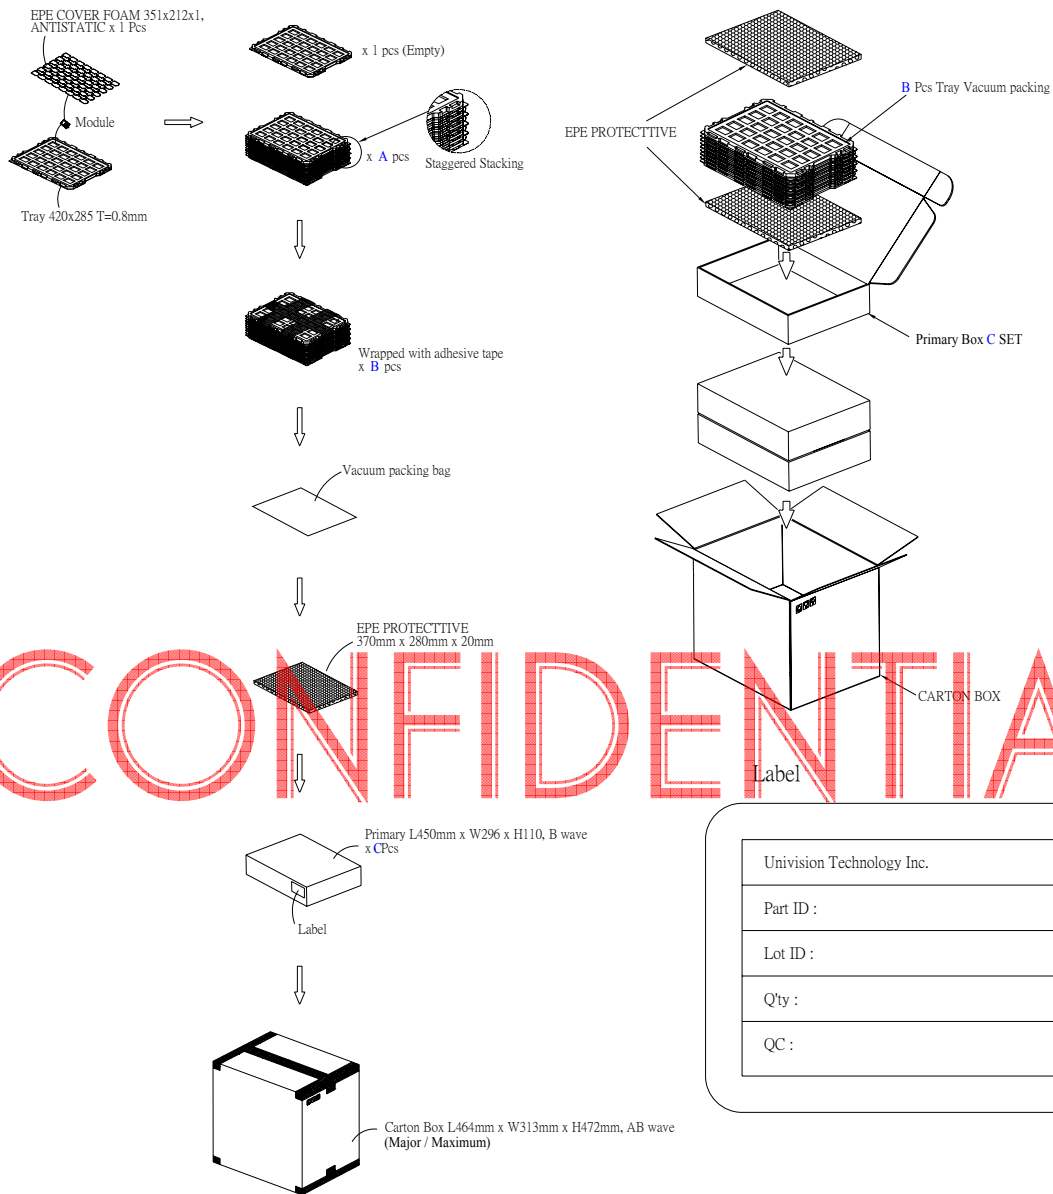 EPE COVER FOAM 351x212x1,
ANTISTATIC x 1 Pcs
Module
Tray 420x285 T=0.8mm
x 1 pcs (Empty)
x A pcs
Staggered Stacking
Wrapped with adhesive tape
x B pcs
Vacuum packing bag
EPE PROTECTTIVE
370mm x 280mm x 20mm
Primary L450mm x W296 x H110, B wave
x CPcs
Label
Carton Box L464mm x W313mm x H472mm, AB wave
(Major / Maximum)
B Pcs Tray Vacuum packing
EPE PROTECTTIVE
Primary Box C SET
CARTON BOX
CONFIDENTIA
Label
Univision Technology Inc.
Part ID :
Lot ID :
Q'ty :
QC :